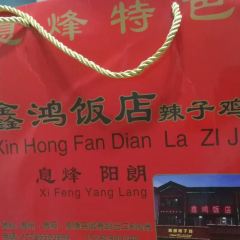 息烽特色
鑫鸿饭店 辣子鸡
Xin Hong Fan Dian La Zi J
息烽 阳朗
Xi Feng Yang Lang
鑫鸿饭店